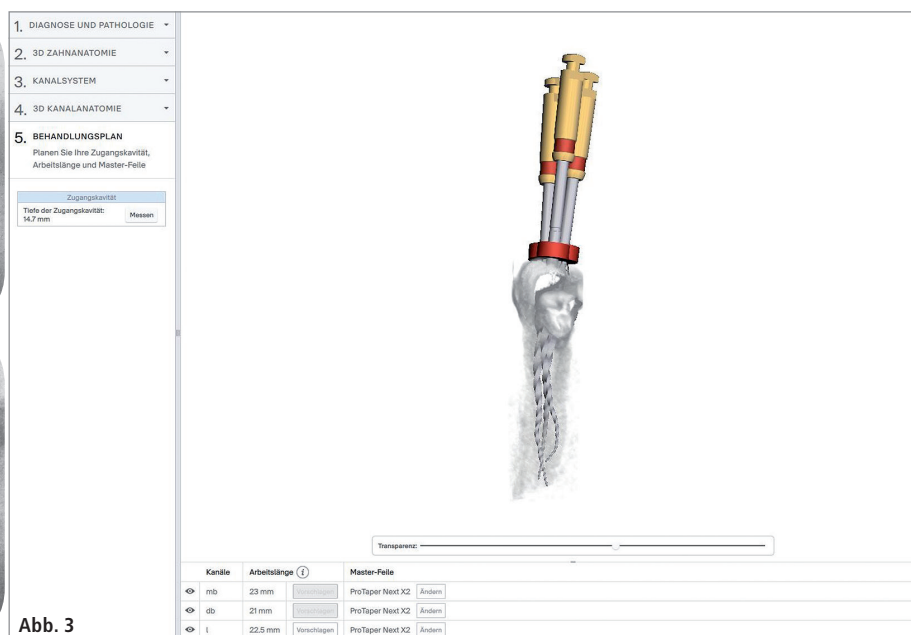 1. DIAGNOSE UND PATHOLOGIE
2. 3D ZAHNANATOMIE
3. KANALSYSTEM
4. 3D KANALANATOMIE
5. BEHANDLUNGSPLAN
Planen Sie Ihre Zugangskavität,
Arbeitslänge und Master-Feile
Zugangskavität
Tiefe der Zugangskavität:
14.7 mm
Messen
Transparenz:
Kanäle Arbeitslänge i Master-Feile
mb 23 mm Vorschlagen ProTaper Next X2 Ändern
db 21 mm Vorschlagen ProTaper Next X2 Ändern
l 22.5 mm Vorschlagen ProTaper Next X2 Ändern
Abb. 3